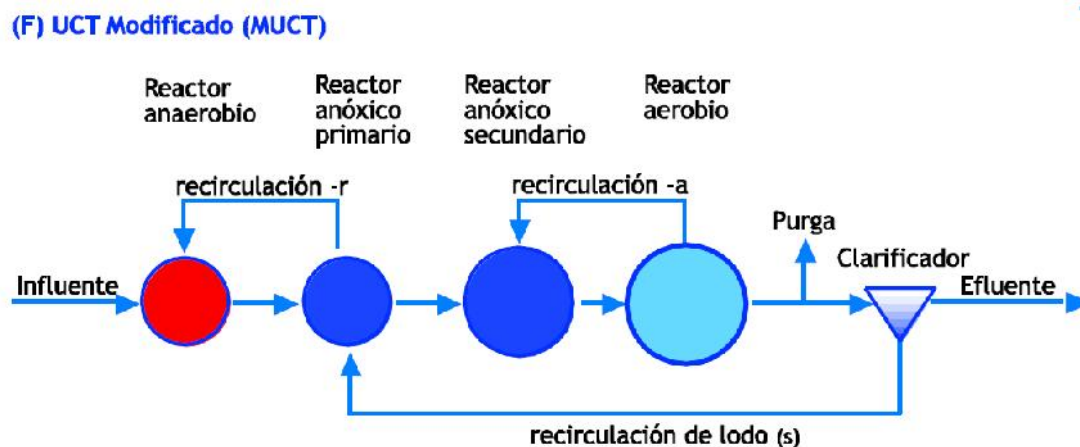 (F) UCT Modificado (MUCT)
Reactor
anaerobio
Reactor
anóxico
primario
Reactor
anóxico
secundario
Reactor
aerobio
recirculación -r
recirculación -a
Purga
Clarificador
Influente
Efluente
recirculación de lodo (s)